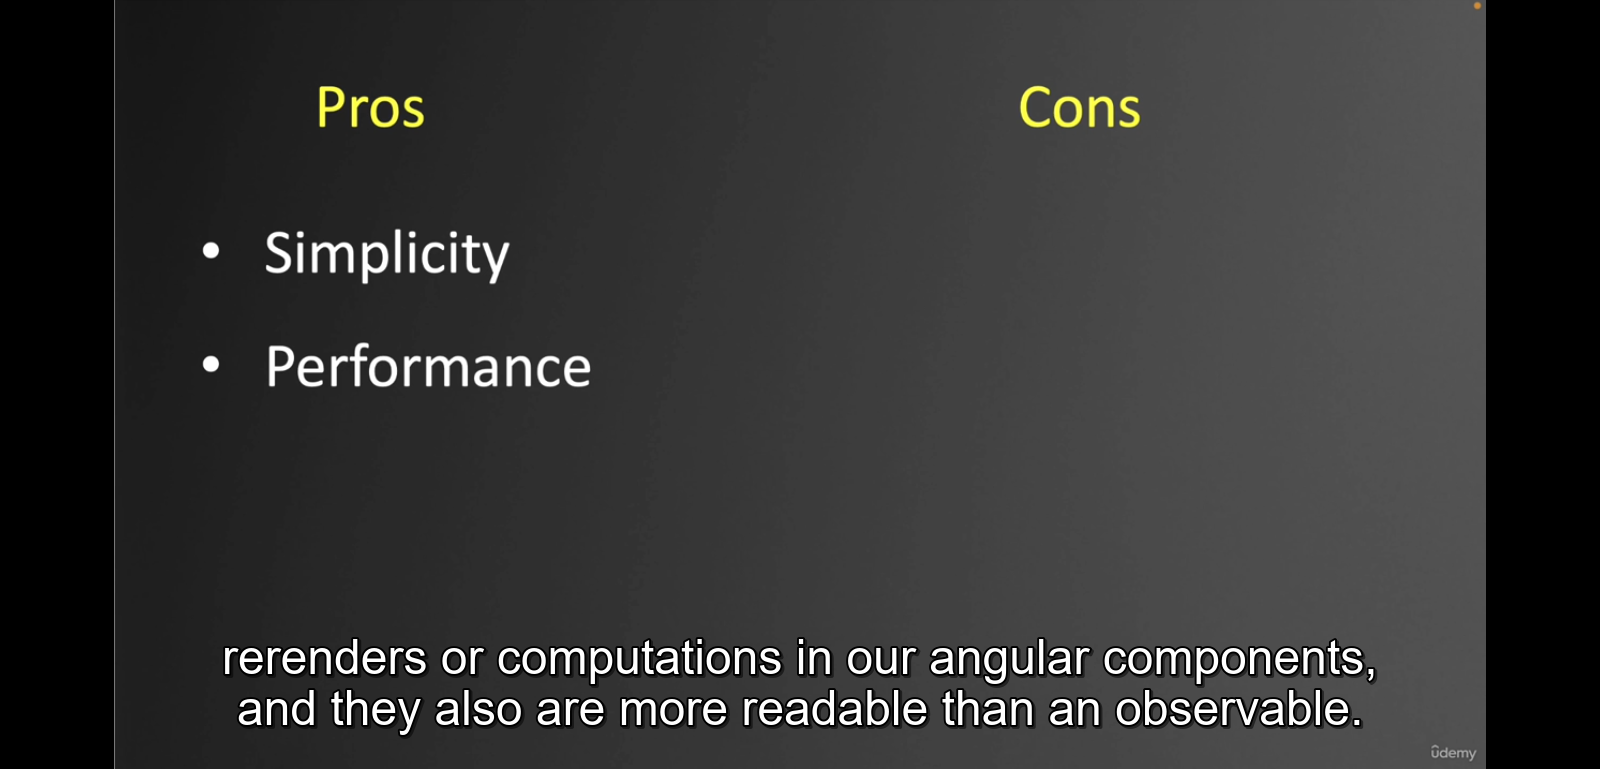 Pros
Cons
• Simplicity
• Performance
rerenders or computations in our angular components,
and they also are more readable than an observable.
ûdemy